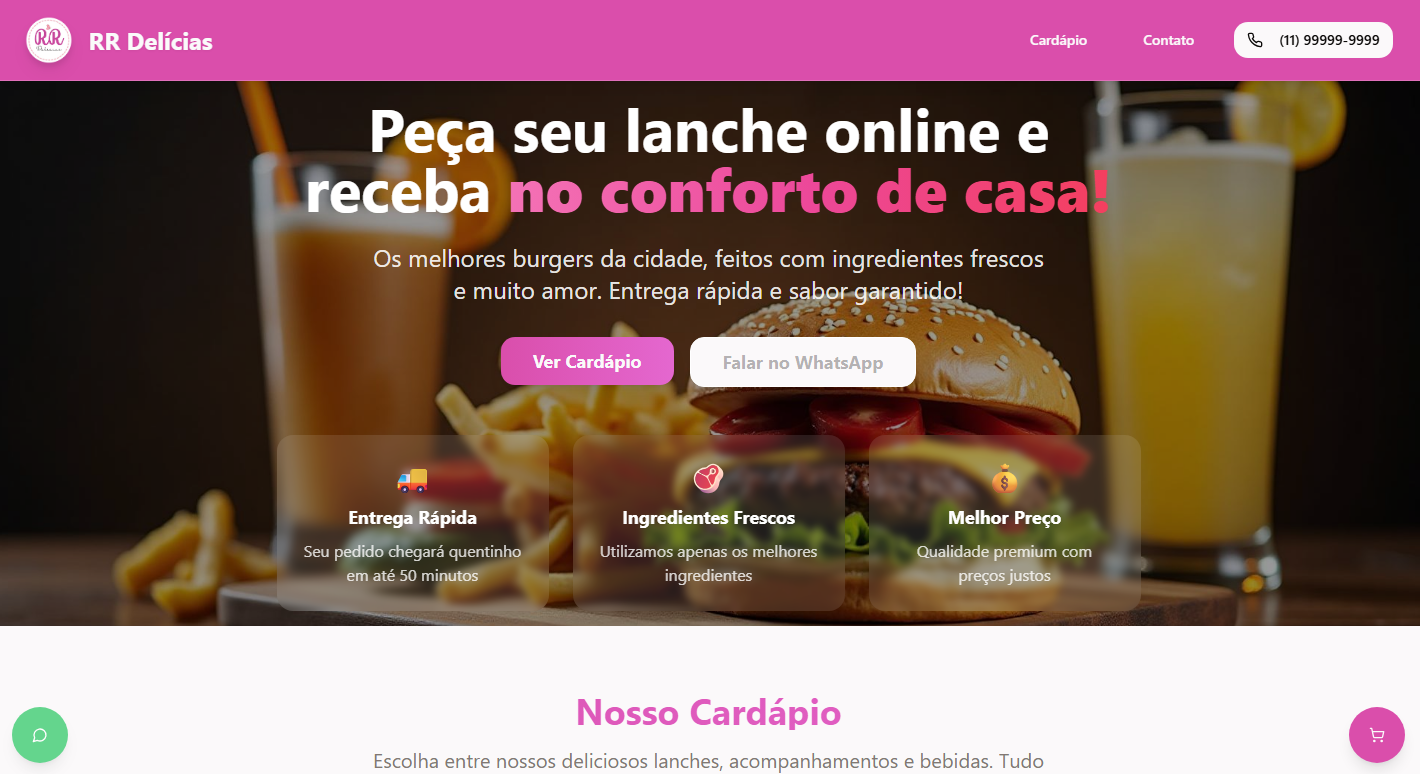 RR
RR Delícias
Cardápio
Contato
(11) 99999-9999
Peça seu lanche online e
receba no conforto de casa!
Os melhores burgers da cidade, feitos com ingredientes frescos
e muito amor. Entrega rápida e sabor garantido!
Ver Cardápio
Falar no WhatsApp
Entrega Rápida
Seu pedido chegará quentinho
em até 50 minutos
Ingredientes Frescos
Utilizamos apenas os melhores
ingredientes
Melhor Preço
Qualidade premium com
preços justos
Nosso Cardápio
Escolha entre nossos deliciosos lanches, acompanhamentos e bebidas. Tudo